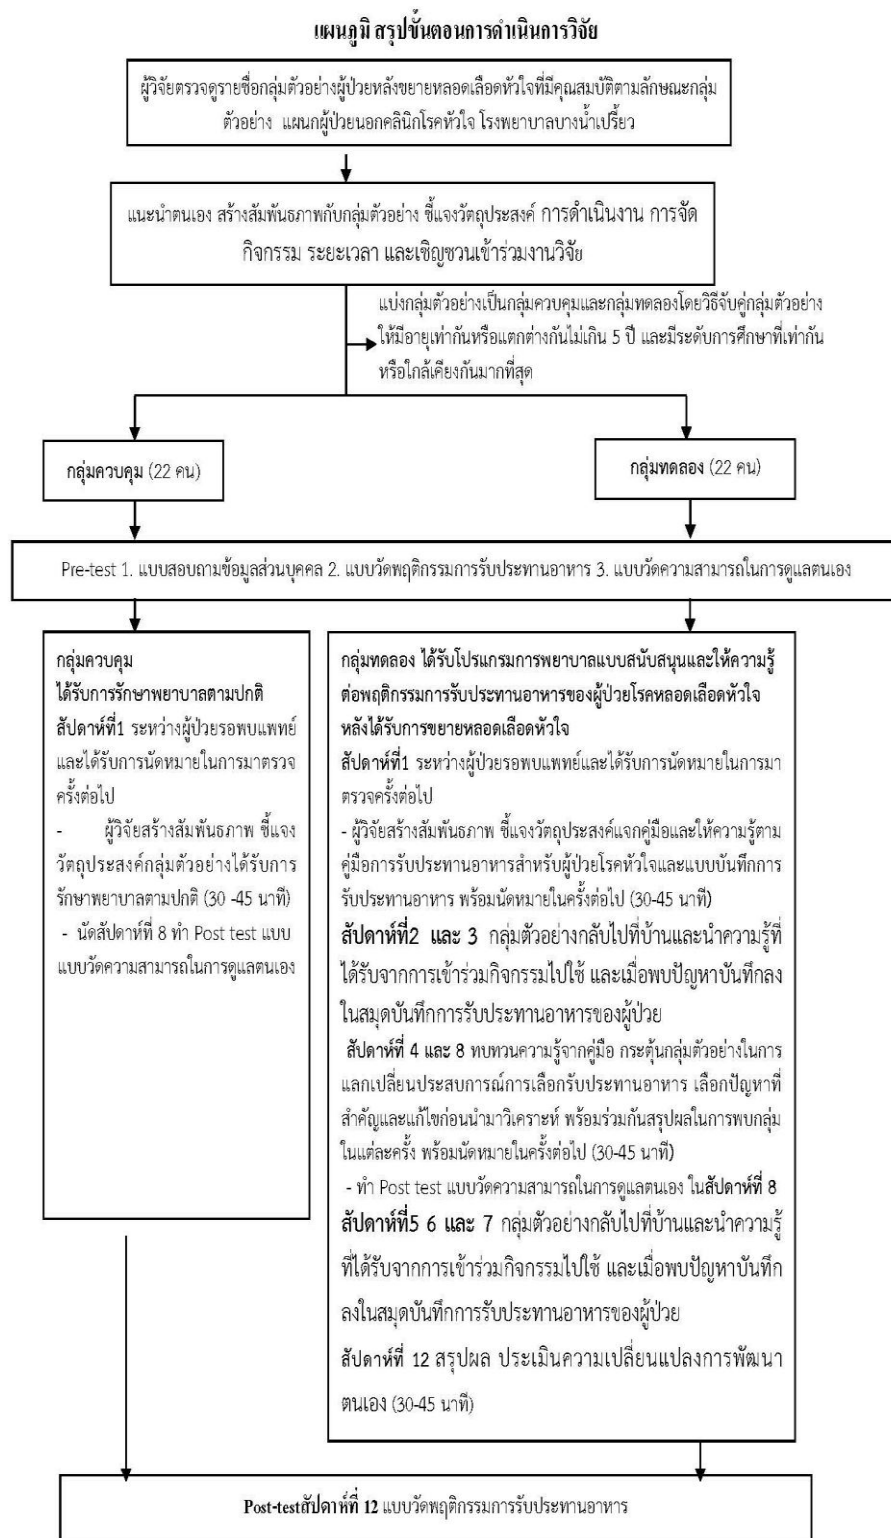 แผนภูมิ สรุปขั้นตอนการดำเนินการวิจัย
ผู้วิจัยตรวจดูรายชื่อกลุ่มตัวอย่างผู้ป่วยหลังขยายหลอดเลือดหัวใจที่มีคุณสมบัติตามลักษณะกลุ่ม
ตัวอย่าง แผนกผู้ป่วยนอกคลินิกโรคหัวใจ โรงพยาบาลบางน้ำเปรี้ยว
แนะนำตนเอง สร้างสัมพันธภาพกับกลุ่มตัวอย่าง ชี้แจงวัตถุประสงค์ การดำเนินงาน การจัด
กิจกรรม ระยะเวลา และเชิญชวนเข้าร่วมงานวิจัย
แบ่งกลุ่มตัวอย่างเป็นกลุ่มควบคุมและกลุ่มทดลองโดยวิธีจับคู่กลุ่มตัวอย่าง
ให้มีอายุเท่ากันหรือแตกต่างกันไม่เกิน 5 ปี และมีระดับการศึกษาที่เท่ากัน
หรือใกล้เคียงกันมากที่สุด
กลุ่มควบคุม (22 คน)
กลุ่มทดลอง (22 คน)
Pre-test 1. แบบสอบถามข้อมูลส่วนบุคคล 2. แบบวัดพฤติกรรมการรับประทานอาหาร 3. แบบวัดความสามารถในการดูแลตนเอง
กลุ่มควบคุม
ได้รับการรักษาพยาบาลตามปกติ
สัปดาห์ที่1 ระหว่างผู้ป่วยรอพบแพทย์
และได้รับการนัดหมายในการมาตรวจ
ครั้งต่อไป
- ผู้วิจัยสร้างสัมพันธภาพ ชี้แจง
วัตถุประสงค์กลุ่มตัวอย่างได้รับการ
รักษาพยาบาลตามปกติ (30 -45 นาที)
- นัดสัปดาห์ที่ 8 ทำ Post test แบบ
แบบวัดความสามารถในการดูแลตนเอง
กลุ่มทดลอง ได้รับโปรแกรมการพยาบาลแบบสนับสนุนและให้ความรู้
ต่อพฤติกรรมการรับประทานอาหารของผู้ป่วยโรคหลอดเลือดหัวใจ
หลังได้รับการขยายหลอดเลือดหัวใจ
สัปดาห์ที่1 ระหว่างผู้ป่วยรอพบแพทย์และได้รับการนัดหมายในการมา
ตรวจครั้งต่อไป
- ผู้วิจัยสร้างสัมพันธภาพ ชี้แจงวัตถุประสงค์แจกคู่มือและให้ความรู้ตาม
คู่มือการรับประทานอาหารสำหรับผู้ป่วยโรคหัวใจและแบบบันทึกการ
รับประทานอาหาร พร้อมนัดหมายในครั้งต่อไป (30-45 นาที)
สัปดาห์ที่2 และ 3 กลุ่มตัวอย่างกลับไปที่บ้านและนำความรู้ที่
ได้รับจากการเข้าร่วมกิจกรรมไปใช้ และเมื่อพบปัญหาบันทึกลง
ในสมุดบันทึกการรับประทานอาหารของผู้ป่วย
สัปดาห์ที่ 4 และ 8 ทบทวนความรู้จากคู่มือ กระตุ้นกลุ่มตัวอย่างในการ
แลกเปลี่ยนประสบการณ์การเลือกรับประทานอาหาร เลือกปัญหาที่
สำคัญและแก้ไขก่อนนำมาวิเคราะห์ พร้อมร่วมกันสรุปผลในการพบกลุ่ม
ในแต่ละครั้ง พร้อมนัดหมายในครั้งต่อไป (30-45 นาที)
- ทำ Post test แบบวัดความสามารถในการดูแลตนเอง ในสัปดาห์ที่ 8
สัปดาห์ที่5 6 และ 7 กลุ่มตัวอย่างกลับไปที่บ้านและนำความรู้
ที่ได้รับจากการเข้าร่วมกิจกรรมไปใช้ และเมื่อพบปัญหาบันทึก
ลงในสมุดบันทึกการรับประทานอาหารของผู้ป่วย
สัปดาห์ที่ 12 สรุปผล ประเมินความเปลี่ยนแปลงการพัฒนา
ตนเอง (30-45 นาที)
Post-testสัปดาห์ที่ 12 แบบวัดพฤติกรรมการรับประทานอาหาร